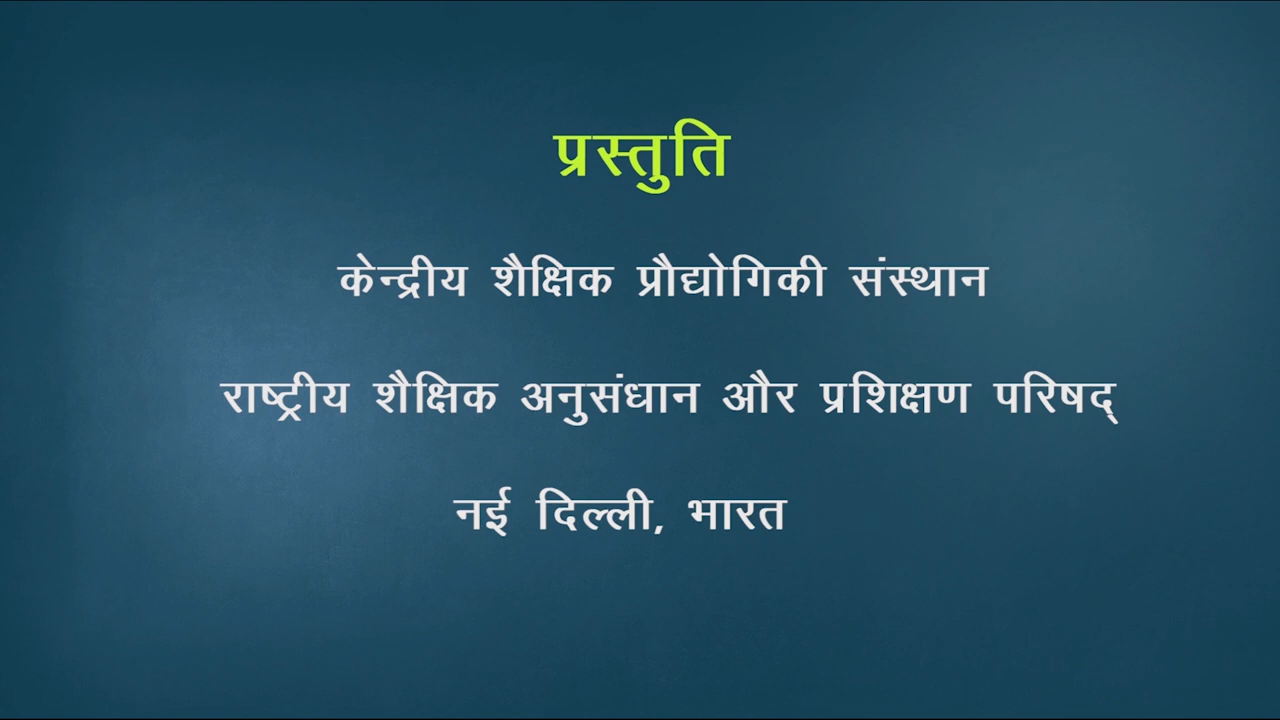 प्रस्तुति
केन्द्रीय शैक्षिक प्रौद्योगिकी संस्थान
राष्ट्रीय शैक्षिक अनुसंधान और प्रशिक्षण परिषद्
नई दिल्ली, भारत